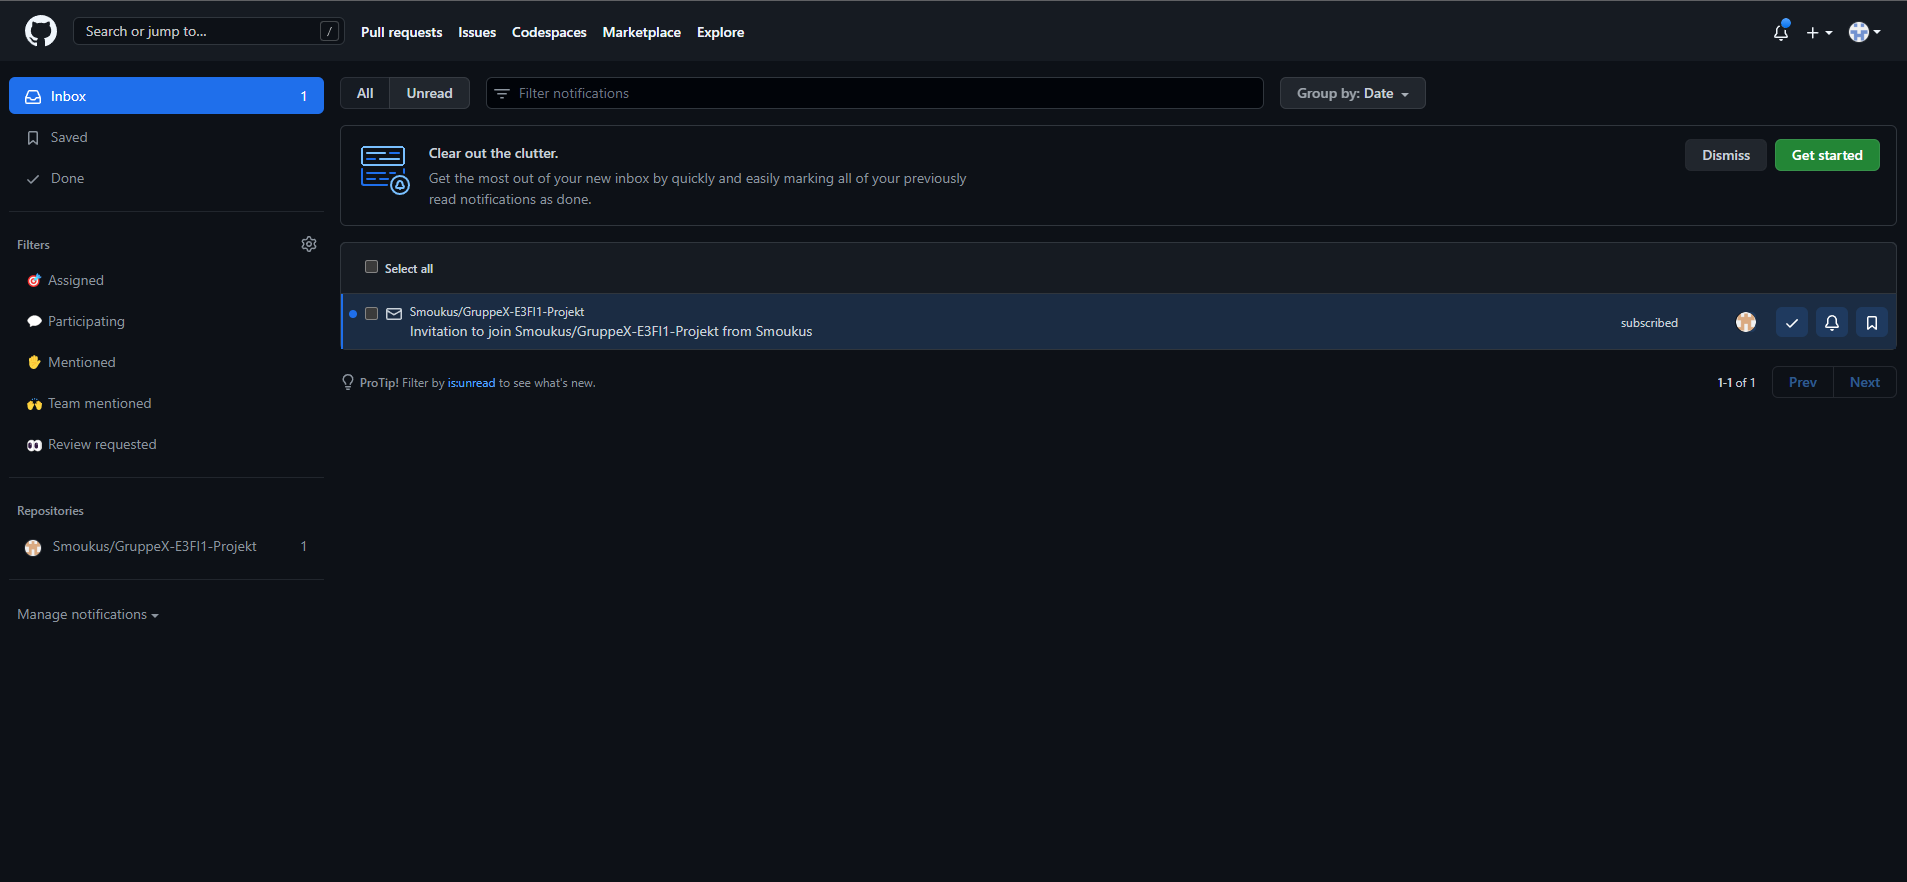 Search or jump to... /
Pull requests Issues Codespaces Marketplace Explore
Inbox 1
Saved
Done
Filters
Assigned
Participating
Mentioned
Team mentioned
Review requested
Repositories
Smoukus/GruppeX-E3FI1-Projekt 1
Manage notifications
All Unread Filter notifications Group by: Date
Clear out the clutter.
Get the most out of your new inbox by quickly and easily marking all of your previously
read notifications as done.
Dismiss Get started
Select all
Smoukus/GruppeX-E3FI1-Projekt
Invitation to join Smoukus/GruppeX-E3FI1-Projekt from Smoukus
subscribed
ProTip! Filter by is:unread to see what's new.
1-1 of 1 Prev Next